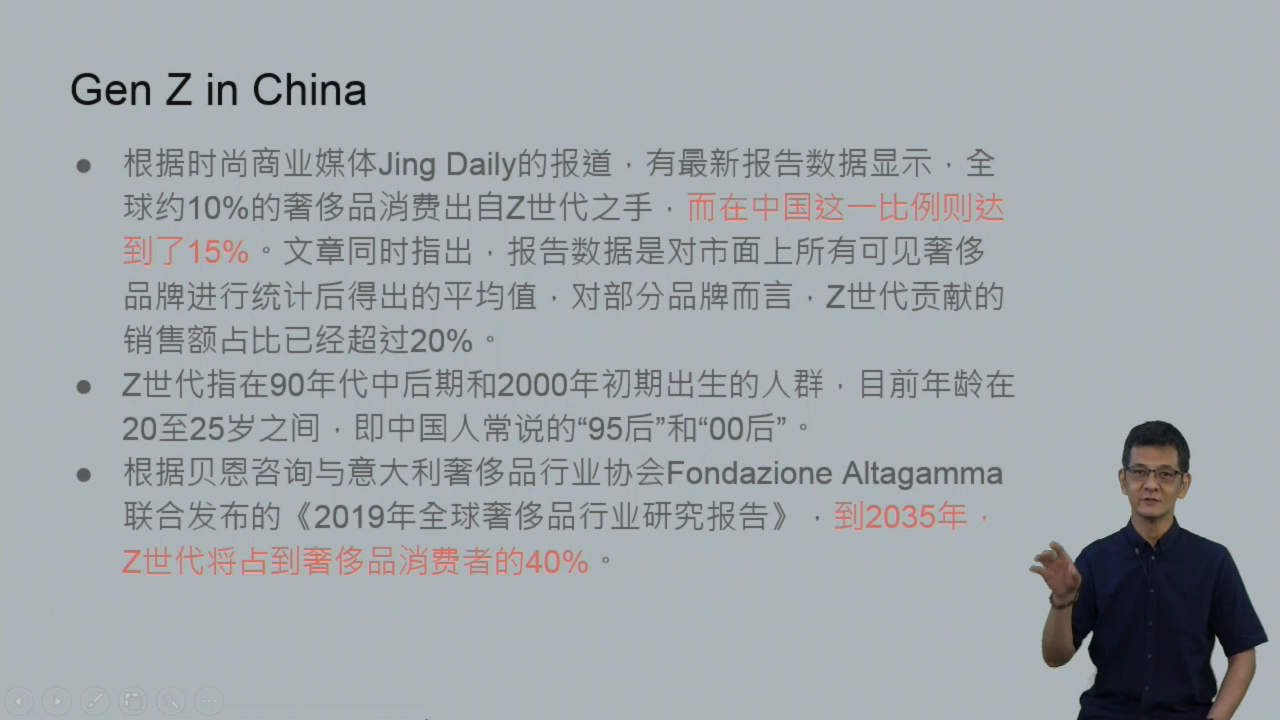 Gen Z in China
● 根据时尚商业媒体Jing Daily的报道，有最新报告数据显示，全
球约10%的奢侈品消费出自Z世代之手，而在中国这一比例则达
到了15%。文章同时指出，报告数据是对市面上所有可见奢侈
品牌进行统计后得出的平均值，对部分品牌而言，Z世代贡献的
销售额占比已经超过20%。
● Z世代指在90年代中后期和2000年初期出生的人群，目前年龄在
20至25岁之间，即中国人常说的“95后”和“00后”。
● 根据贝恩咨询与意大利奢侈品行业协会Fondazione Altagamma
联合发布的《2019年全球奢侈品行业研究报告》，到2035年，
Z世代将占到奢侈品消费者的40%。